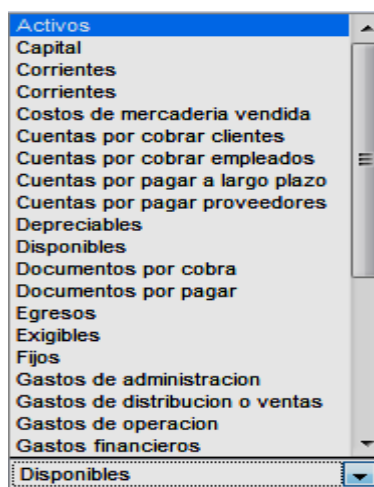 Activos
Capital
Corrientes
Corrientes
Costos de mercaderia vendida
Cuentas por cobrar clientes
Cuentas por cobrar empleados
Cuentas por pagar a largo plazo
Cuentas por pagar proveedores
Depreciables
Disponibles
Documentos por cobra
Documentos por pagar
Egresos
Exigibles
Fijos
Gastos de administracion
Gastos de distribucion o ventas
Gastos de operacion
Gastos financieros
Disponibles